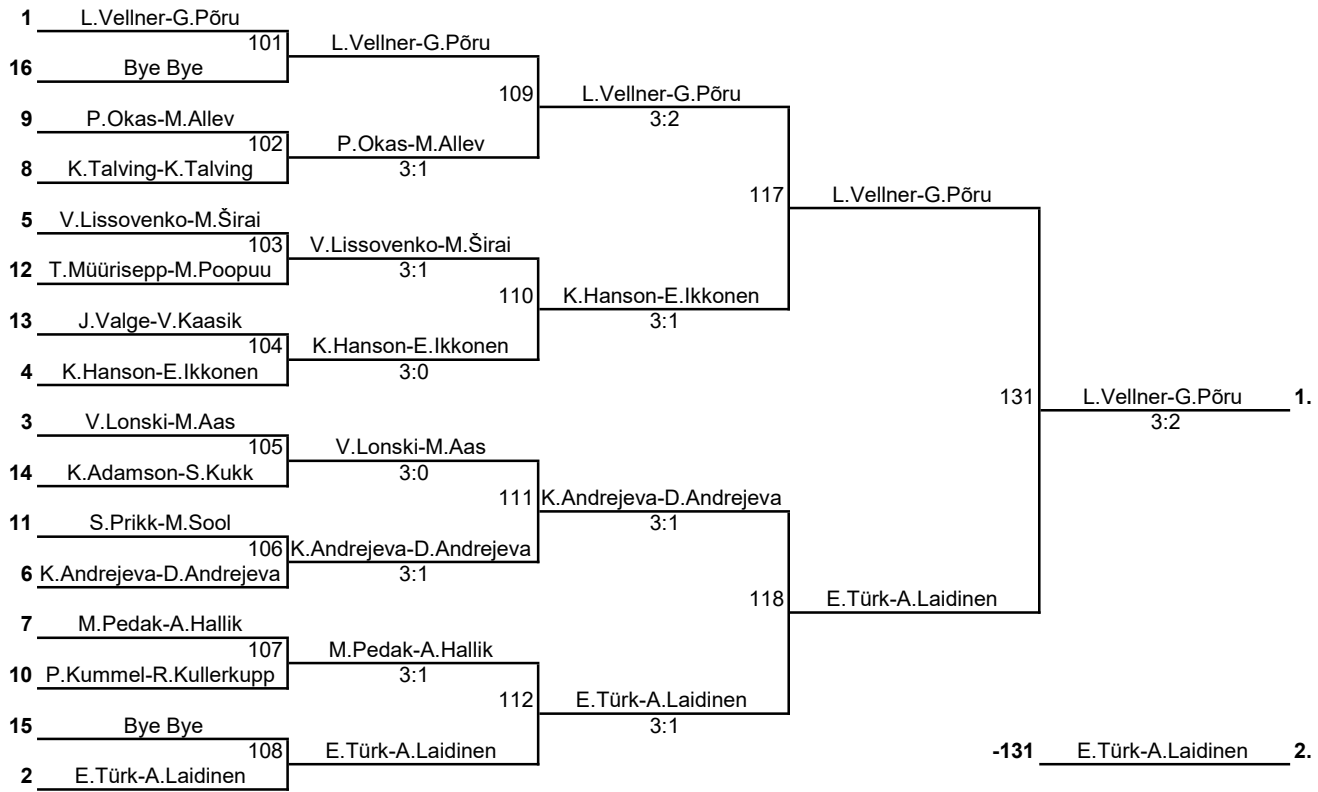 1 L.Vellner-G.Põru
101 L.Vellner-G.Põru
16 Bye Bye
109 L.Vellner-G.Põru
3:2
9 P.Okas-M.Allev
102 P.Okas-M.Allev
3:1
8 K.Talving-K.Talving
117 L.Vellner-G.Põru
5 V.Lissovenko-M.Širai
103 V.Lissovenko-M.Širai
3:1
12 T.Müürisepp-M.Poopuu
110 K.Hanson-E.Ikkonen
3:1
13 J.Valge-V.Kaasik
104 K.Hanson-E.Ikkonen
3:0
4 K.Hanson-E.Ikkonen
131 L.Vellner-G.Põru 1.
3:2
3 V.Lonski-M.Aas
105 V.Lonski-M.Aas
3:0
14 K.Adamson-S.Kukk
111 K.Andrejeva-D.Andrejeva
3:1
11 S.Prikk-M.Sool
106 K.Andrejeva-D.Andrejeva
3:1
6 K.Andrejeva-D.Andrejeva
118 E.Türk-A.Laidinen
7 M.Pedak-A.Hallik
107 M.Pedak-A.Hallik
3:1
10 P.Kummel-R.Kullerkupp
112 E.Türk-A.Laidinen
3:1
15 Bye Bye
108 E.Türk-A.Laidinen
2 E.Türk-A.Laidinen
-131 E.Türk-A.Laidinen 2.